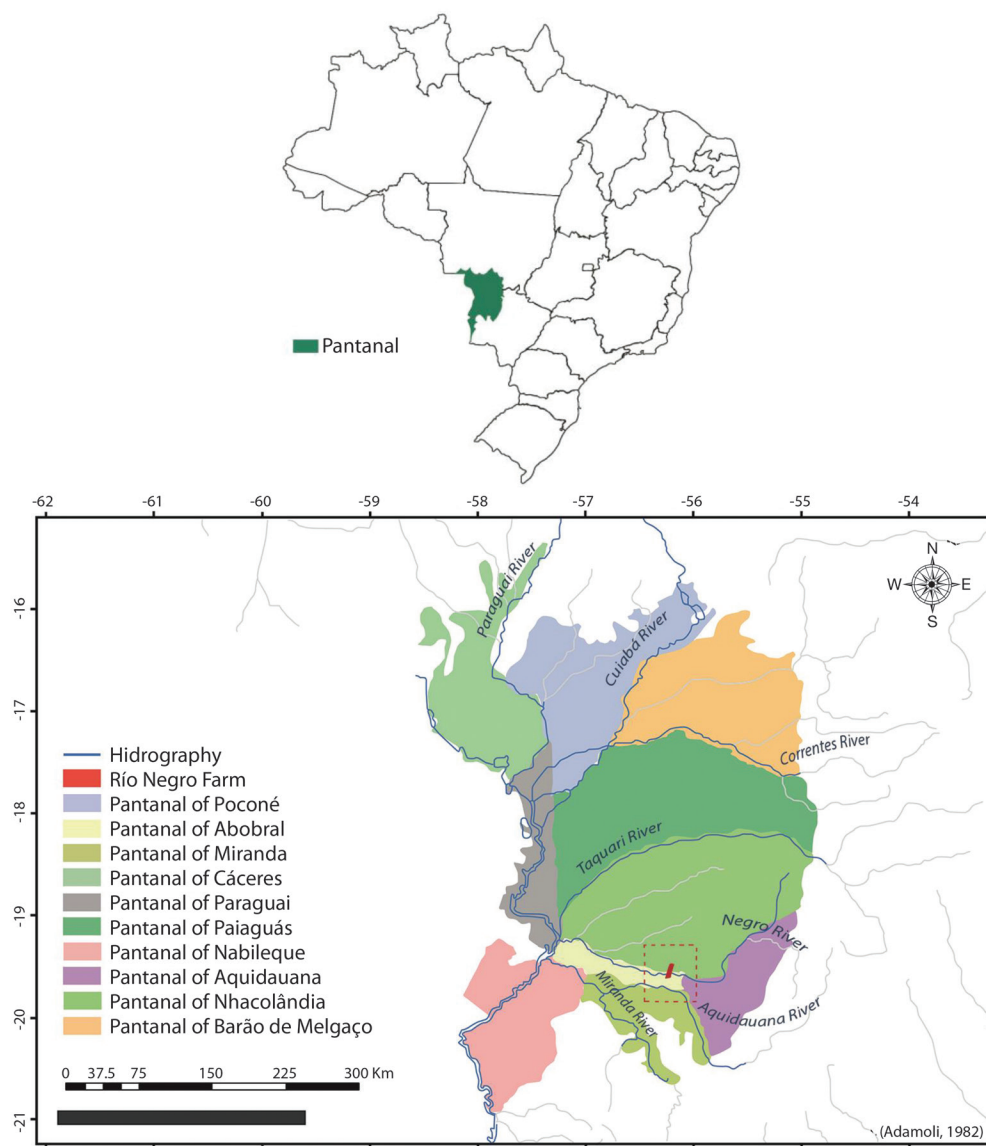 Pantanal
-62 -61 -60 -59 -58 -57 -56 -55 -54
N
W E
S
-16
-17
-18
-19
-20
-21
Paraguai River
Cuiabá River
Correntes River
Taquari River
Negro River
Miranda River
Aquidauana River
Hidrography
Río Negro Farm
Pantanal of Poconé
Pantanal of Abobral
Pantanal of Miranda
Pantanal of Cáceres
Pantanal of Paraguai
Pantanal of Paiaguás
Pantanal of Nabileque
Pantanal of Aquidauana
Pantanal of Nhacolândia
Pantanal of Barão de Melgaço
0 37.5 75 150 225 300 Km
(Adamoli, 1982)